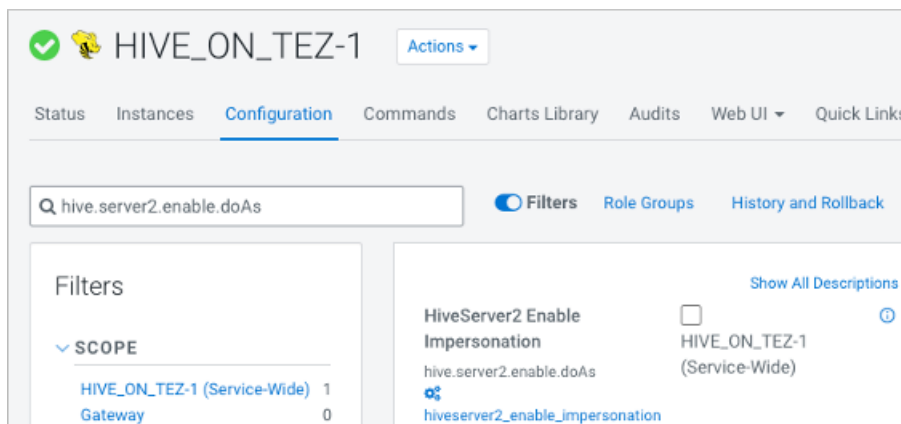 HIVE_ON_TEZ-1
Actions
Status Instances Configuration Commands Charts Library Audits Web UI Quick Links
hive.server2.enable.doAs
Filters Role Groups History and Rollback
Filters
SCOPE
HIVE_ON_TEZ-1 (Service-Wide) 1
Gateway 0
Show All Descriptions
HiveServer2 Enable
Impersonation
hive.server2.enable.doAs
hiveserver2_enable_impersonation
HIVE_ON_TEZ-1
(Service-Wide)